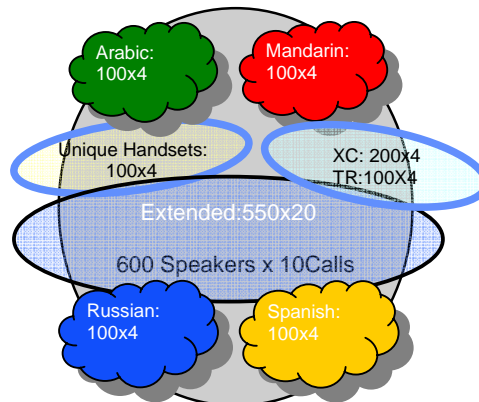 Arabic:
100x4
Mandarin:
100x4
Unique Handsets:
100x4
XC: 200x4
TR:100X4
Extended:550x20
600 Speakers x 10Calls
Russian:
100x4
Spanish:
100x4